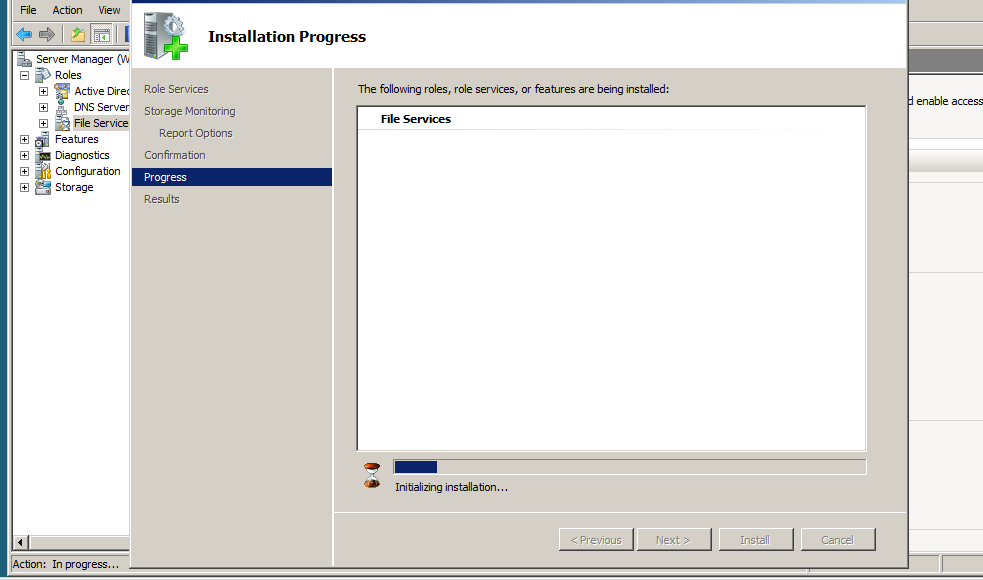 File Action View
Installation Progress
Server Manager (W
Roles
Active Direc
DNS Server
File Service
Features
Diagnostics
Configuration
Storage
Role Services
Storage Monitoring
Report Options
Confirmation
Progress
Results
The following roles, role services, or features are being installed:
File Services
d enable access
Initializing installation...
< Previous Next > Install Cancel
Action: In progress...